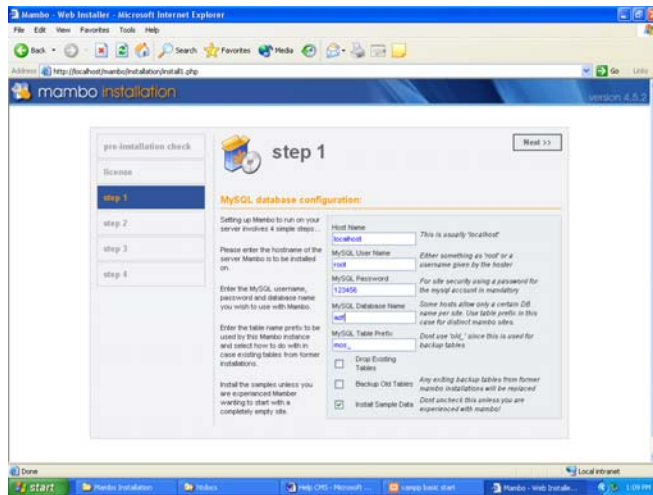 Mambo - Web Installer - Microsoft Internet Explorer
File Edit View Favorites Tools Help
Back Search Favorites Media
Address http://localhost/mambo/installation/install1.php Go Links
mambo installation
version 4.5.2
pre-installation check
license
step 1
step 2
step 3
step 4
step 1
Next >>
MySQL database configuration:
Setting up Mambo to run on your
server involves 4 simple steps...
Please enter the hostname of the
server Mambo is to be installed
on.
Enter the MySQL username,
password and database name
you wish to use with Mambo.
Enter the table name prefix to be
used by this Mambo instance
and select how to do with in
case existing tables from former
installations.
Install the samples unless you
are experienced Mamber
wanting to start with a
completely empty site.
Host Name
localhost
This is usually 'localhost'
MySQL User Name
root
Either something as 'root' or a
username given by the hoster
MySQL Password
123456
For site security using a password for
the mysql account is mandatory
MySQL Database Name
Some hosts allow only a certain DB
name per site. Use table prefix in this
case for distinct mambo sites.
MySQL Table Prefix
mos_
Dont use 'old_' since this is used for
backup tables
Drop Existing
Tables
Backup Old Tables
Any exiting backup tables from former
mambo installations will be replaced
Install Sample Data
Dont uncheck this unless you are
experienced with mambo!
Done
Local intranet
start
Mambo Installation
htdocs
Help CMS - Microsoft ...
xampp basic start
Mambo - Web Installe...
1:09 PM